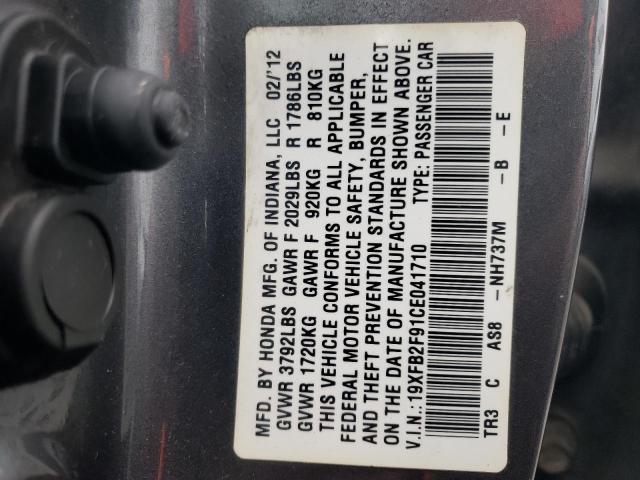 MFD. BY HONDA MFG. OF INDIANA, LLC 02/'12
GVWR 3792LBS GAWR F 2029LBS R 1786LBS
GVWR 1720KG GAWR F 920KG R 810KG
THIS VEHICLE CONFORMS TO ALL APPLICABLE
FEDERAL MOTOR VEHICLE SAFETY, BUMPER,
AND THEFT PREVENTION STANDARDS IN EFFECT
ON THE DATE OF MANUFACTURE SHOWN ABOVE.
V.I.N.: 19XFB2F91CE041710 TYPE: PASSENGER CAR
TR3 C AS8 -NH737M -B -E